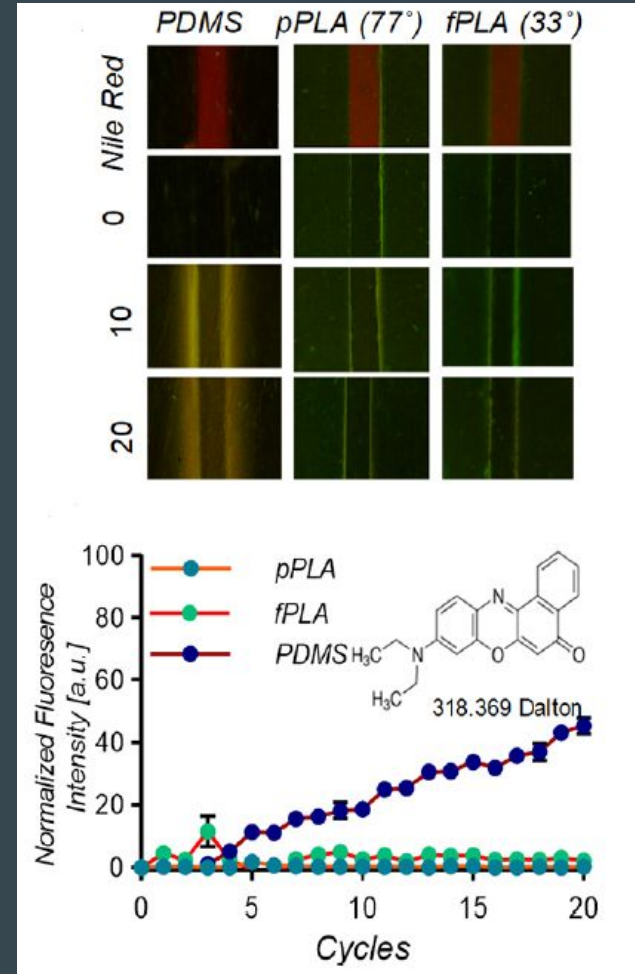 PDMS pPLA (77°) fPLA (33°)
Nile Red
0
10
20
100
80
60
40
20
0
Normalized Fluoresence
Intensity [a.u.]
pPLA
fPLA
PDMS
N
O
O
N
H₃C
H₃C
318.369 Dalton
0 5 10 15 20
Cycles